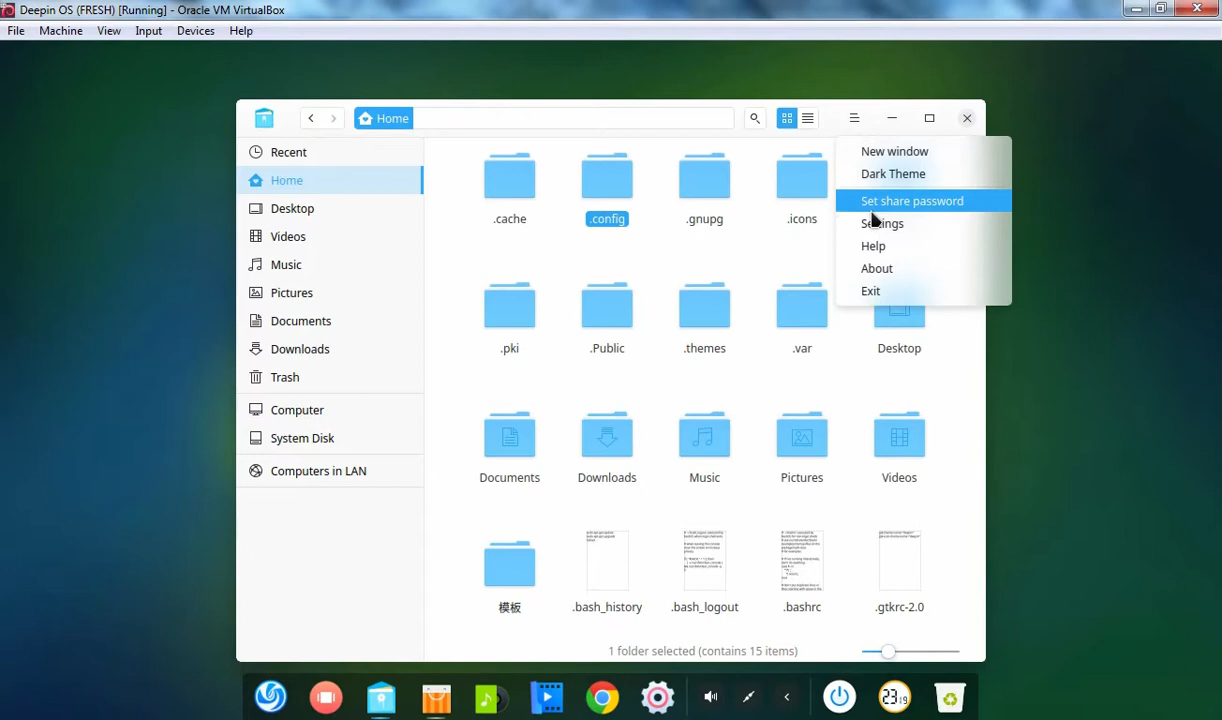 Deepin OS (FRESH) [Running] - Oracle VM VirtualBox
File Machine View Input Devices Help
Home
Recent
Home
Desktop
Videos
Music
Pictures
Documents
Downloads
Trash
Computer
System Disk
Computers in LAN
New window
Dark Theme
Set share password
Settings
Help
About
Exit
.cache .config .gnupg .icons
.pki .Public .themes .var Desktop
Documents Downloads Music Pictures Videos
模板 .bash_history .bash_logout .bashrc .gtkrc-2.0
1 folder selected (contains 15 items)
23 19